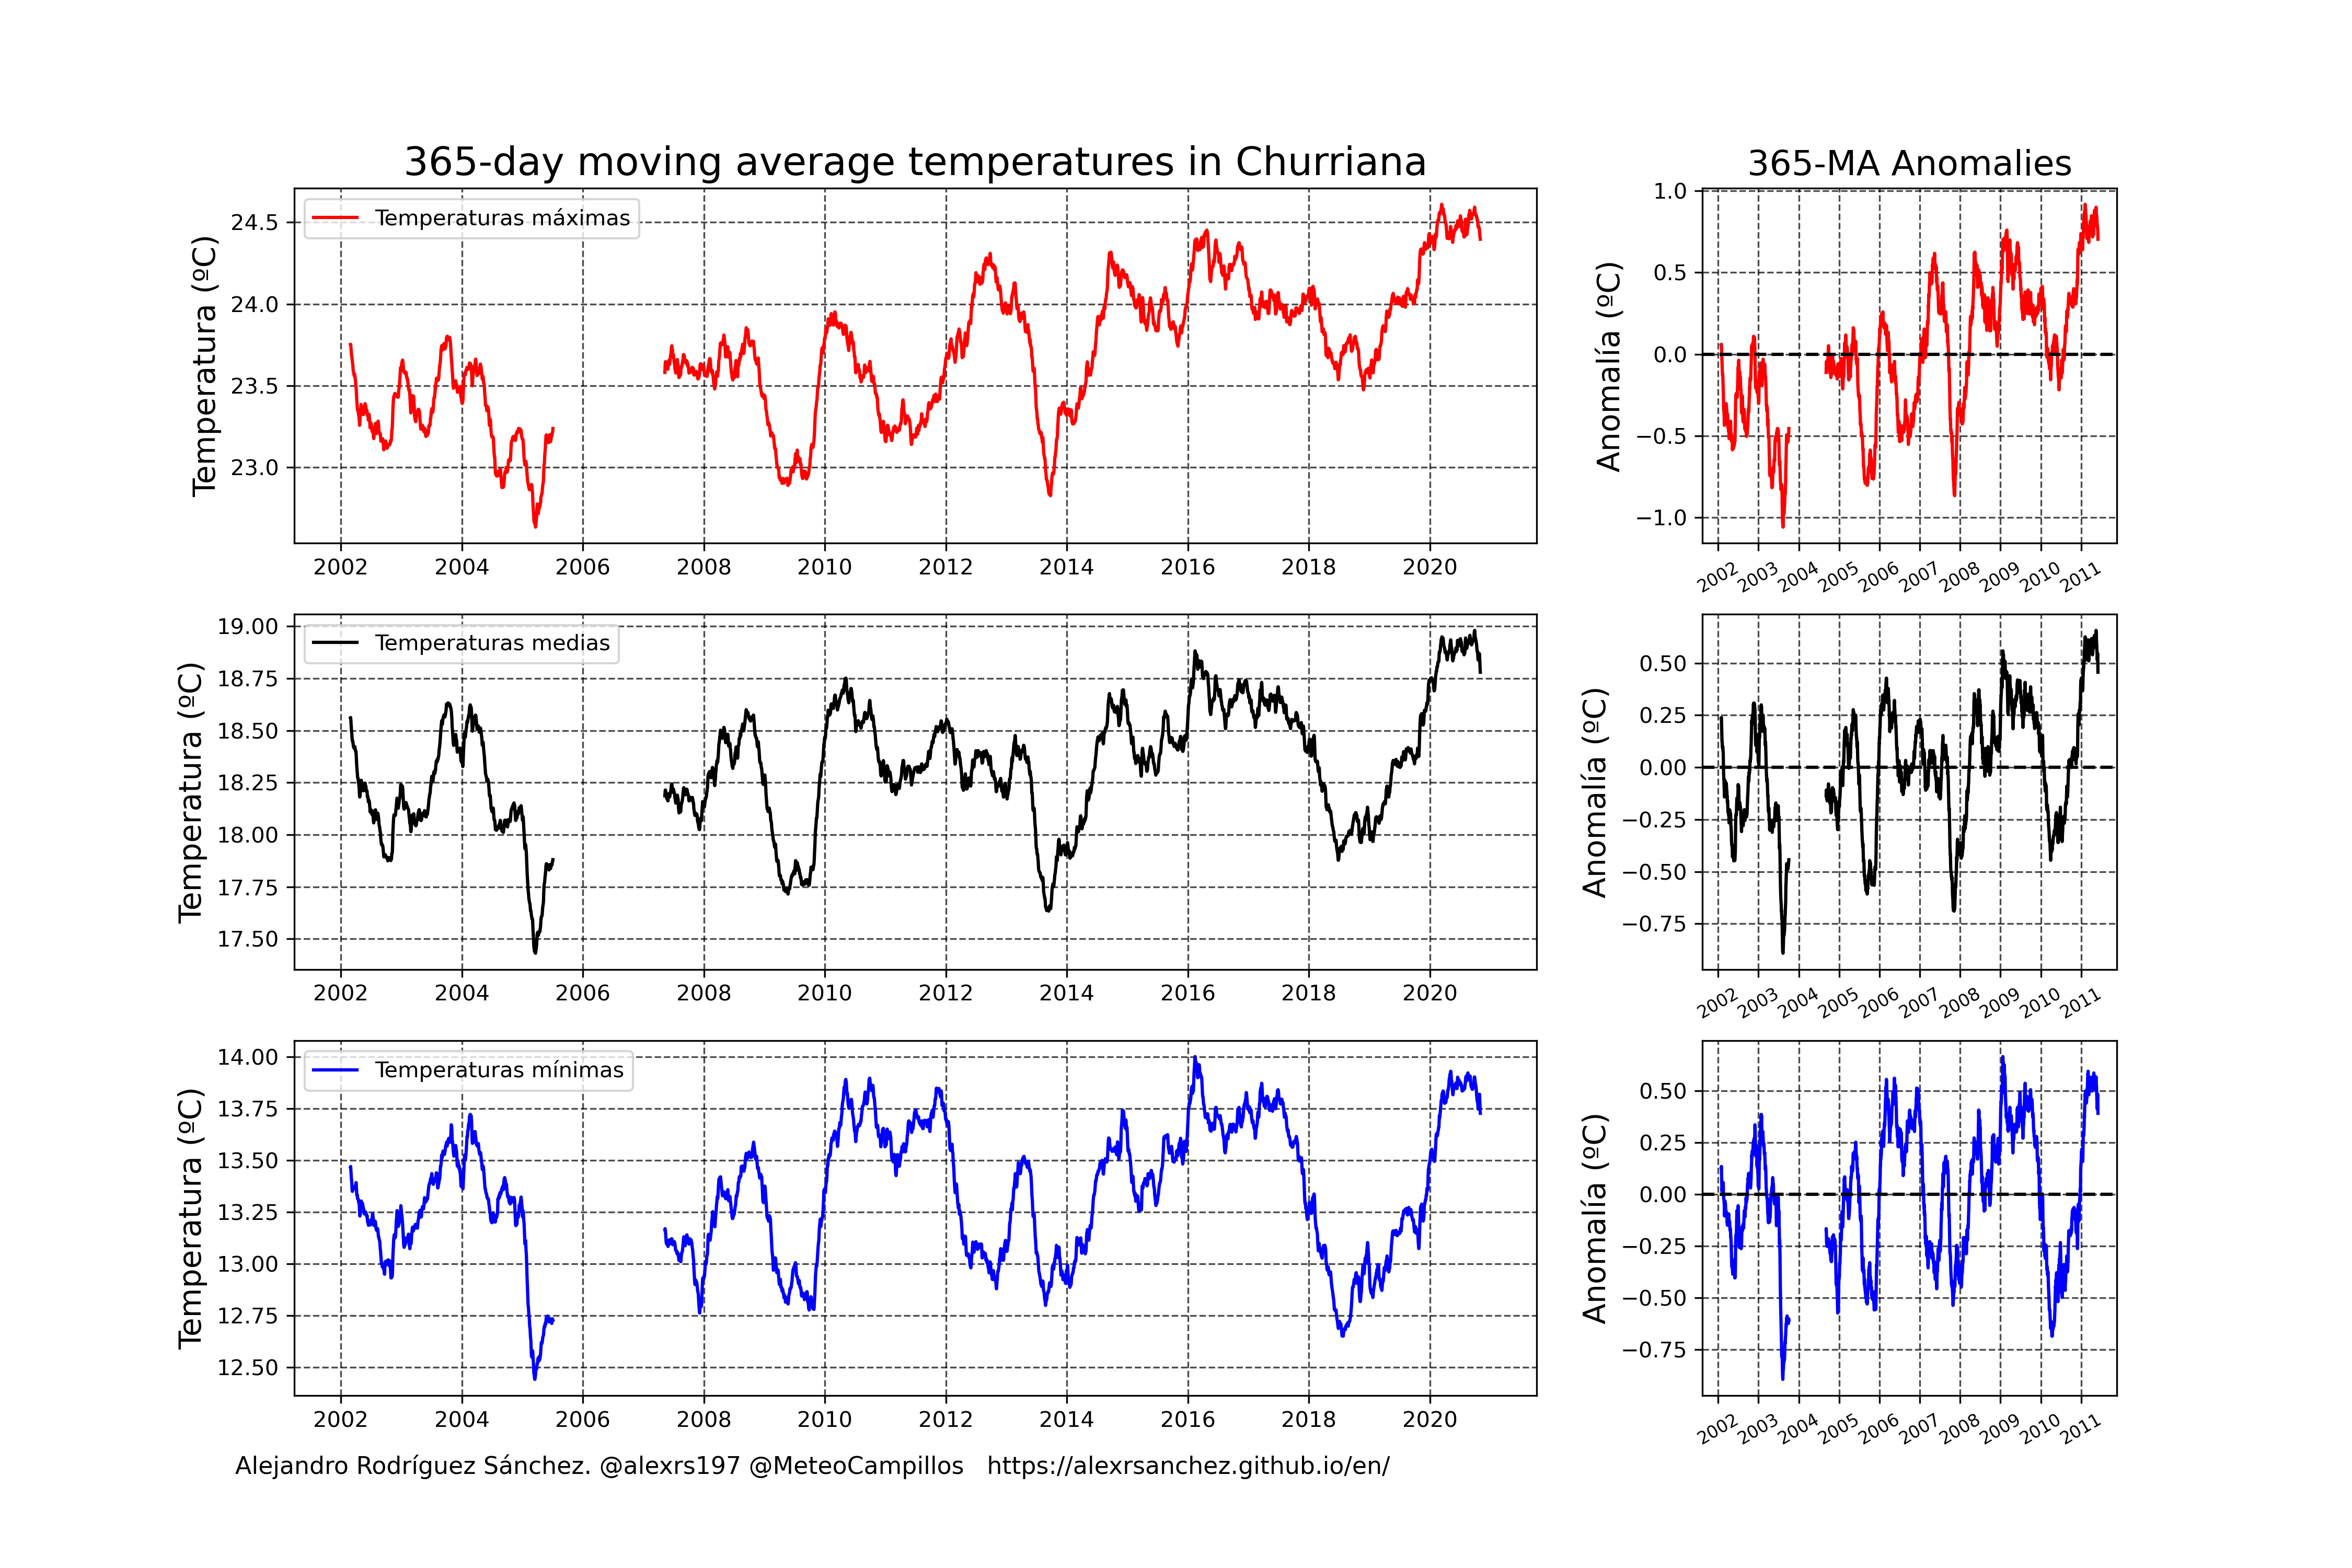 365-day moving average temperatures in Churriana
365-MA Anomalies
Temperatura (ºC)
24.5
24.0
23.5
23.0
Temperaturas máximas
2002 2004 2006 2008 2010 2012 2014 2016 2018 2020
Anomalía (ºC)
1.0
0.5
0.0
−0.5
−1.0
2002 2003 2004 2005 2006 2007 2008 2009 2010 2011
Temperatura (ºC)
19.00
18.75
18.50
18.25
18.00
17.75
17.50
Temperaturas medias
2002 2004 2006 2008 2010 2012 2014 2016 2018 2020
Anomalía (ºC)
0.50
0.25
0.00
−0.25
−0.50
−0.75
2002 2003 2004 2005 2006 2007 2008 2009 2010 2011
Temperatura (ºC)
14.00
13.75
13.50
13.25
13.00
12.75
12.50
Temperaturas mínimas
2002 2004 2006 2008 2010 2012 2014 2016 2018 2020
Anomalía (ºC)
0.50
0.25
0.00
−0.25
−0.50
−0.75
2002 2003 2004 2005 2006 2007 2008 2009 2010 2011
Alejandro Rodríguez Sánchez. @alexrs197 @MeteoCampillos https://alexrsanchez.github.io/en/